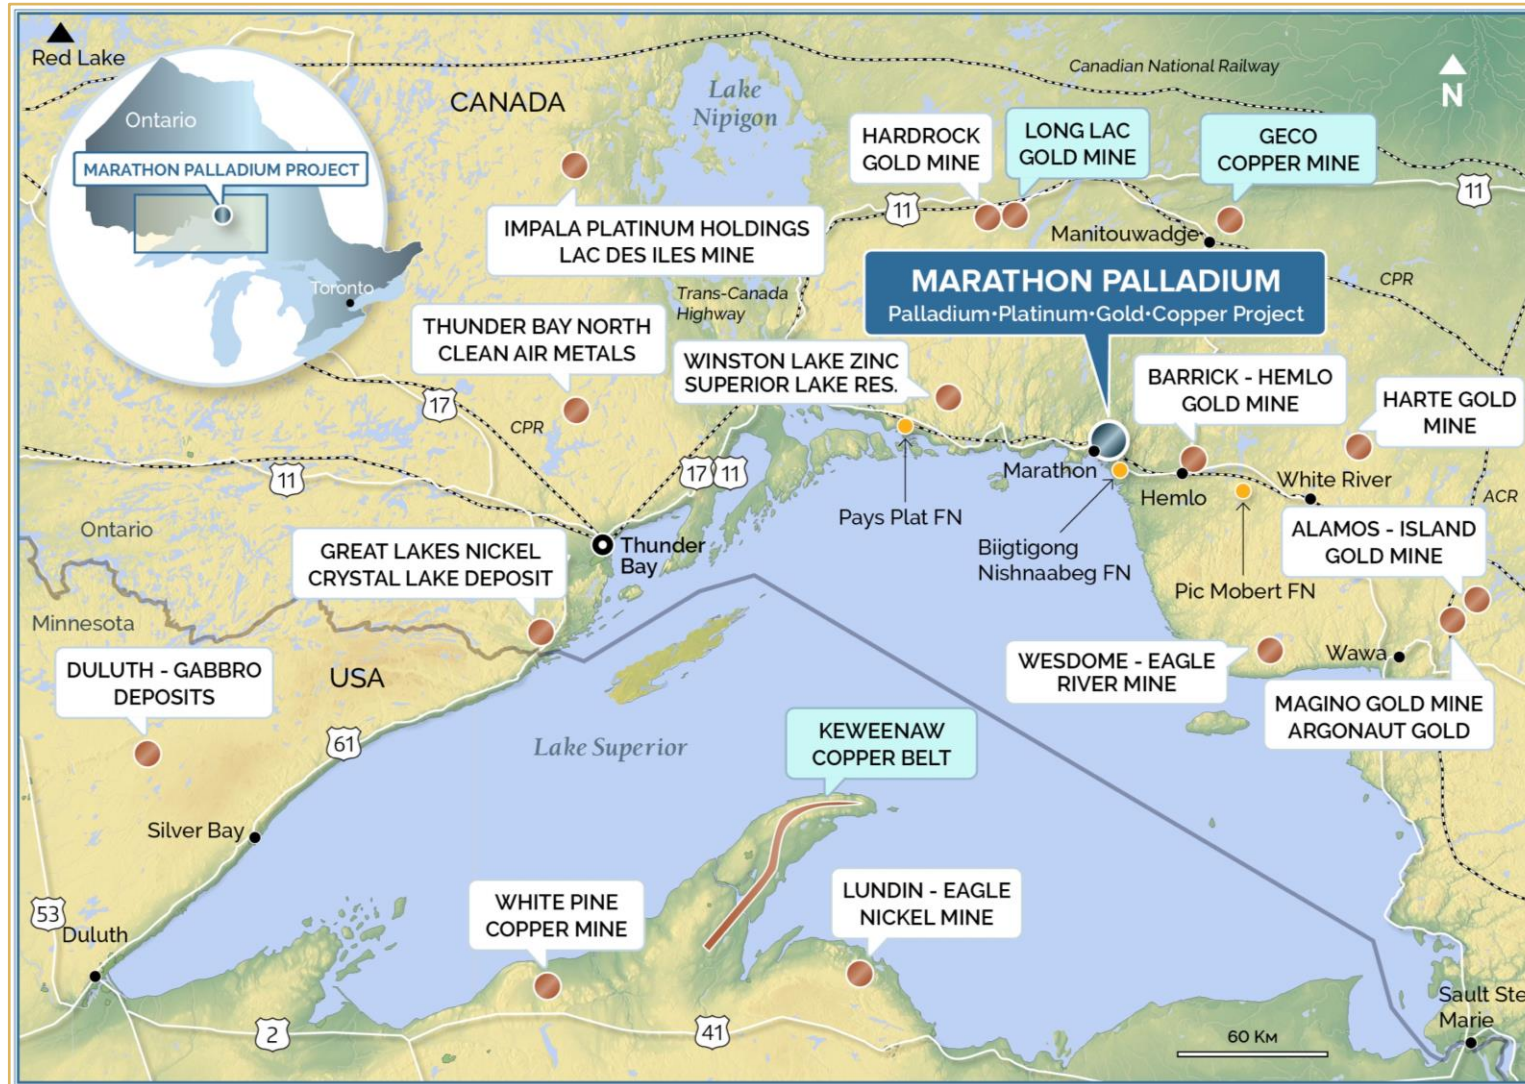 Red Lake
Ontario
MARATHON PALLADIUM PROJECT
Toronto
CANADA
Lake
Nipigon
Canadian National Railway
N
HARDROCK
GOLD MINE
LONG LAC
GOLD MINE
GECO
COPPER MINE
11
11
IMPALA PLATINUM HOLDINGS
LAC DES ILES MINE
Manitouwadge
MARATHON PALLADIUM
Palladium•Platinum•Gold•Copper Project
CPR
Trans-Canada
Highway
THUNDER BAY NORTH
CLEAN AIR METALS
WINSTON LAKE ZINC
SUPERIOR LAKE RES.
BARRICK - HEMLO
GOLD MINE
HARTE GOLD
MINE
17
CPR
11
17
11
Marathon
Hemlo
White River
ACR
Pays Plat FN
Biigtigong
Nishnaabeg FN
Pic Mobert FN
ALAMOS - ISLAND
GOLD MINE
Ontario
Minnesota
GREAT LAKES NICKEL
CRYSTAL LAKE DEPOSIT
Thunder
Bay
USA
DULUTH - GABBRO
DEPOSITS
WESDOME - EAGLE
RIVER MINE
Wawa
MAGINO GOLD MINE
ARGONAUT GOLD
61
Lake Superior
KEWEENAW
COPPER BELT
Silver Bay
53
Duluth
WHITE PINE
COPPER MINE
LUNDIN - EAGLE
NICKEL MINE
2
41
60 KM
Sault Ste
Marie